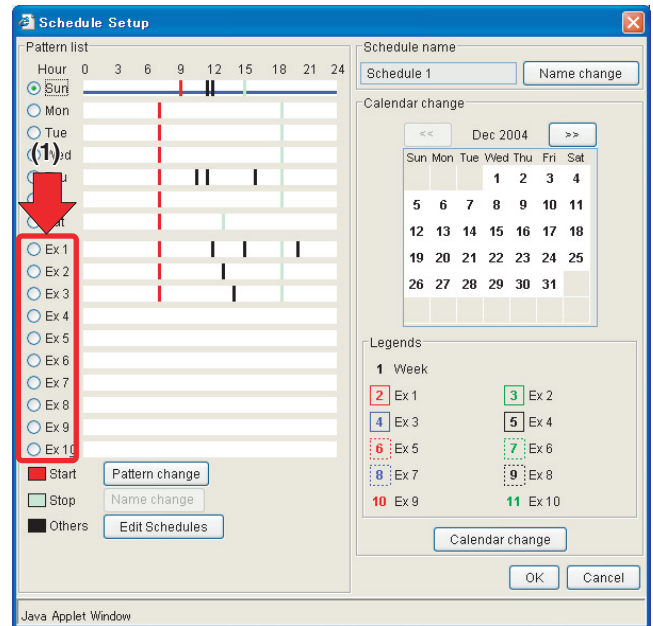 Schedule Setup
Pattern list
Hour 0 3 6 9 12 15 18 21 24
Sun
Mon
Tue
(1)
Ex 1
Ex 2
Ex 3
Ex 4
Ex 5
Ex 6
Ex 7
Ex 8
Ex 9
Ex 10
Start Pattern change
Stop Name change
Others Edit Schedules
Schedule name
Schedule 1 Name change
Calendar change
<< Dec 2004 >>
Sun Mon Tue Wed Thu Fri Sat
1 2 3 4
5 6 7 8 9 10 11
12 13 14 15 16 17 18
19 20 21 22 23 24 25
26 27 28 29 30 31
Legends
1 Week
2 Ex 1 3 Ex 2
4 Ex 3 5 Ex 4
6 Ex 5 7 Ex 6
8 Ex 7 9 Ex 8
10 Ex 9 11 Ex 10
Calendar change
OK Cancel
Java Applet Window